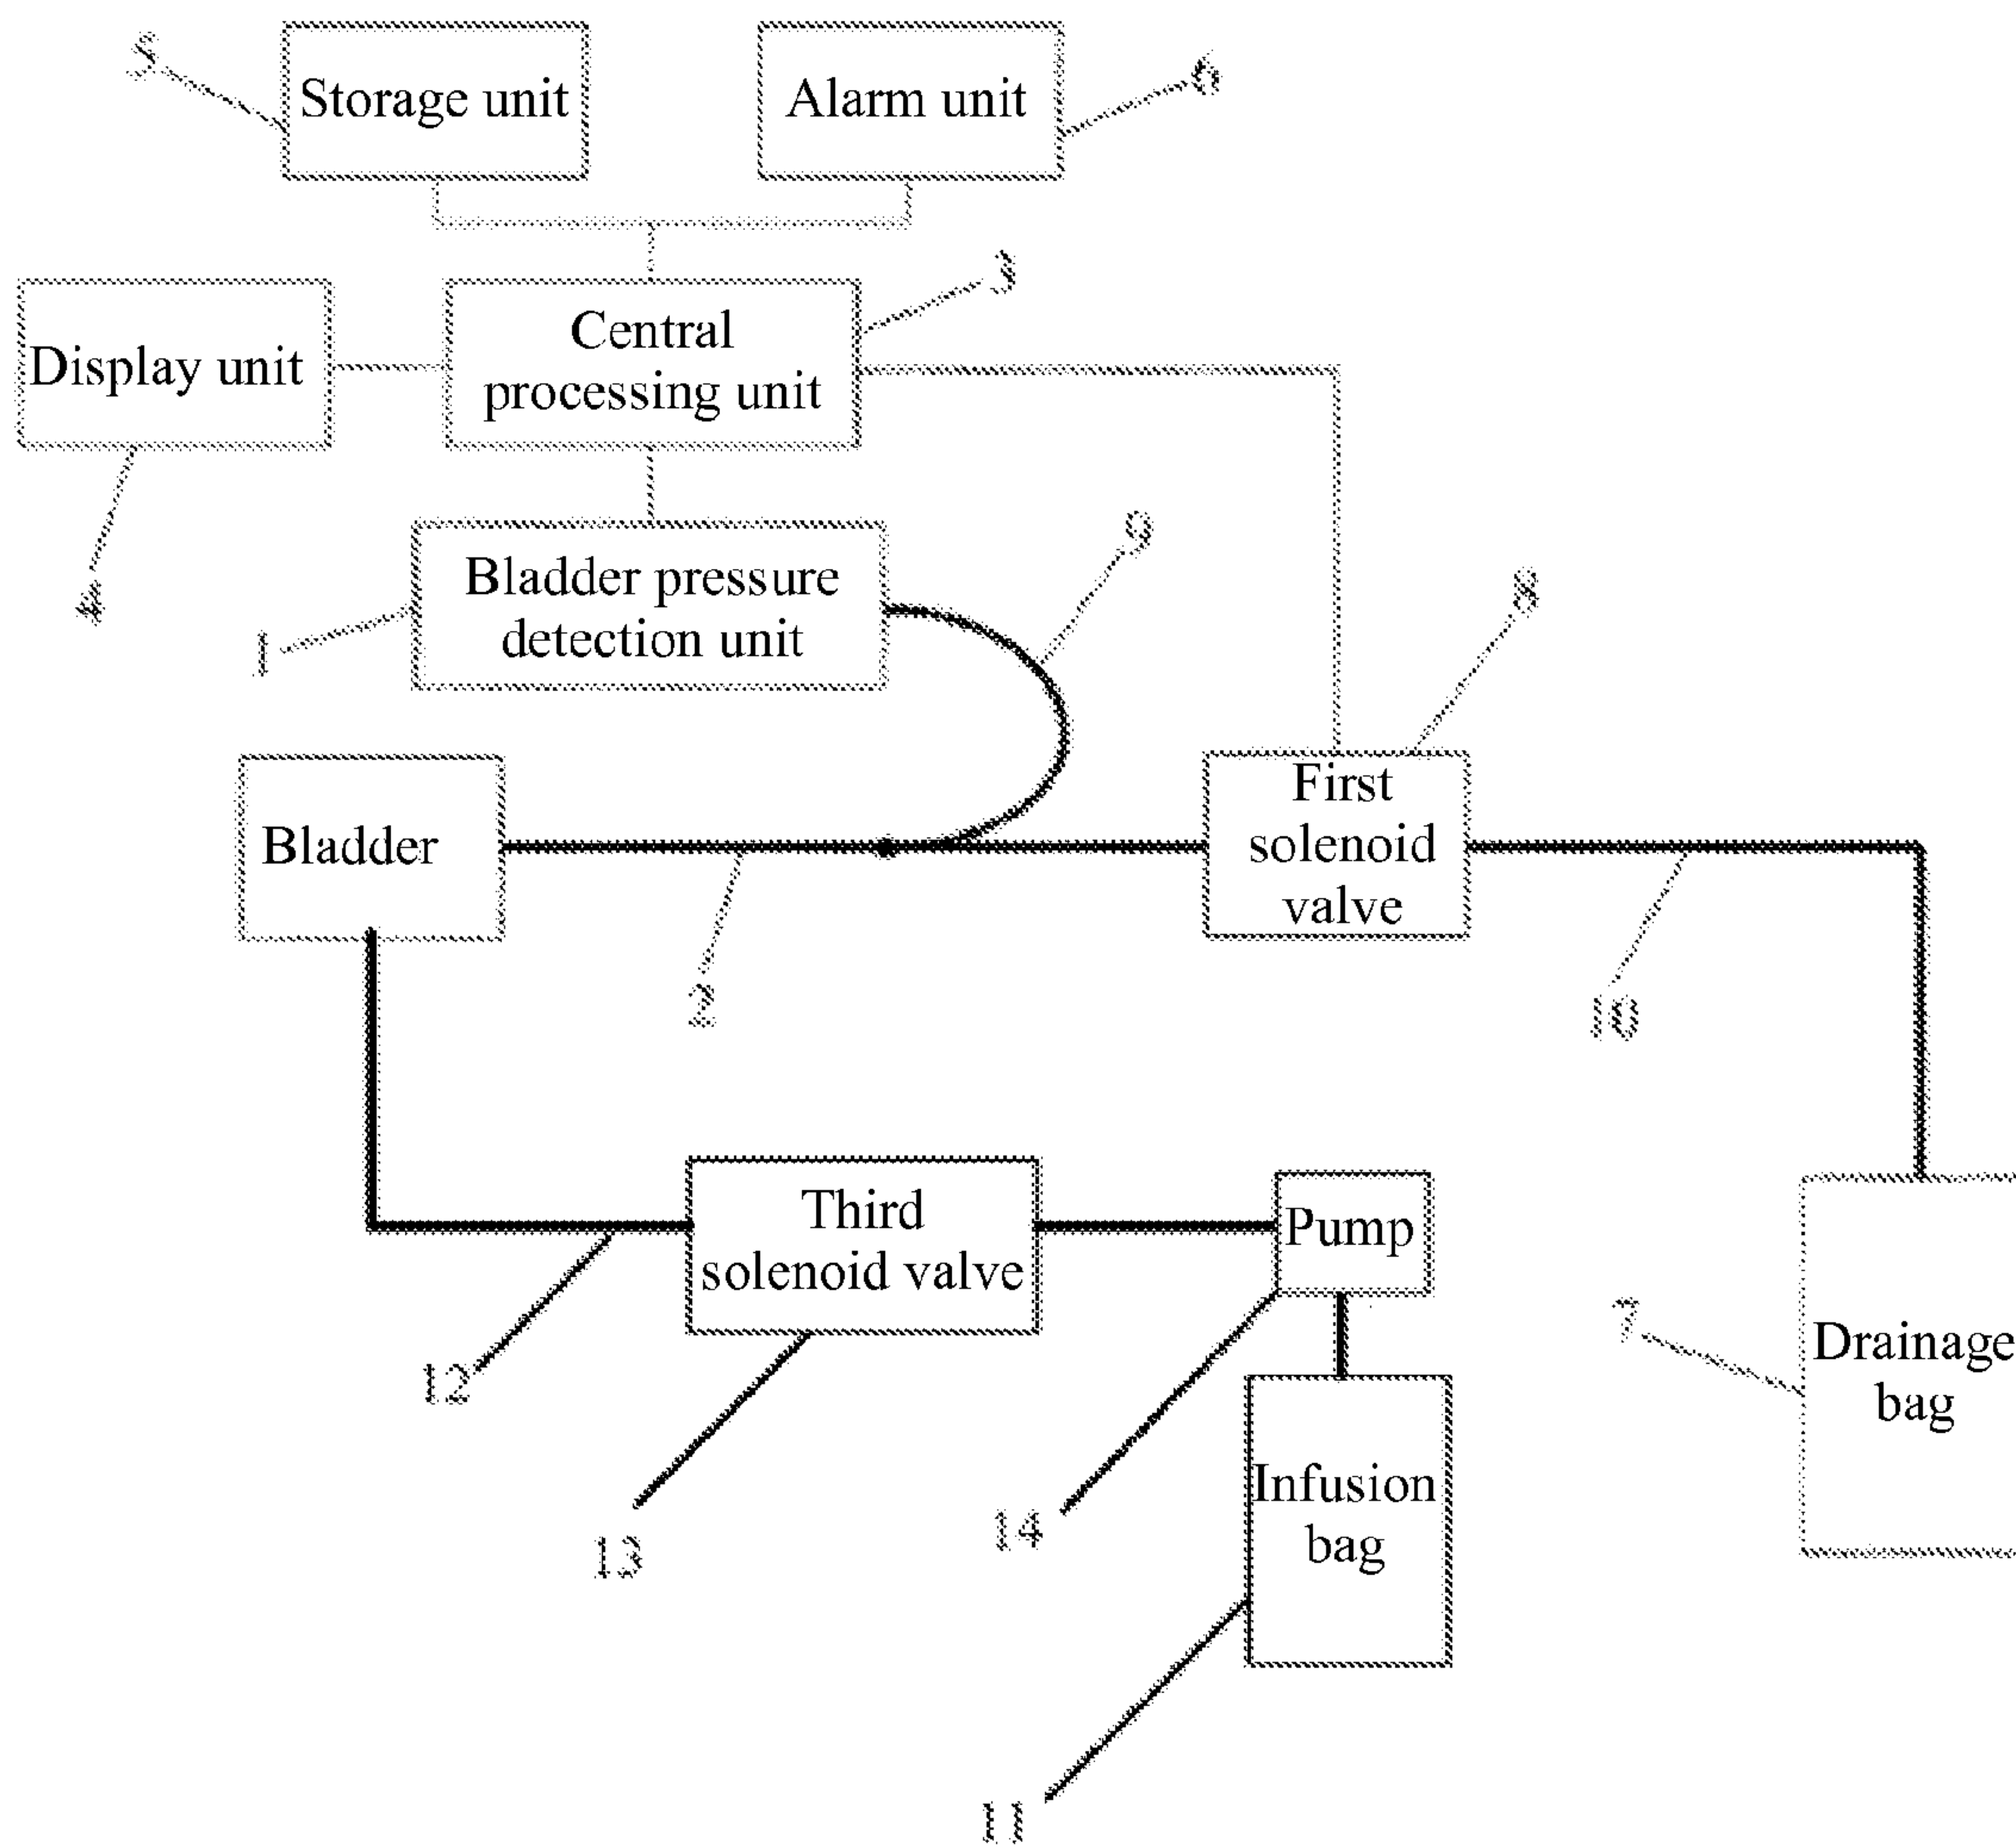 5
Storage unit
Alarm unit
6
3
Display unit
Central
processing unit
4
9
8
Bladder pressure
detection unit
1
Bladder
First
solenoid
valve
2
10
Third
solenoid valve
Pump
7
Drainage
bag
12
13
14
Infusion
bag
11